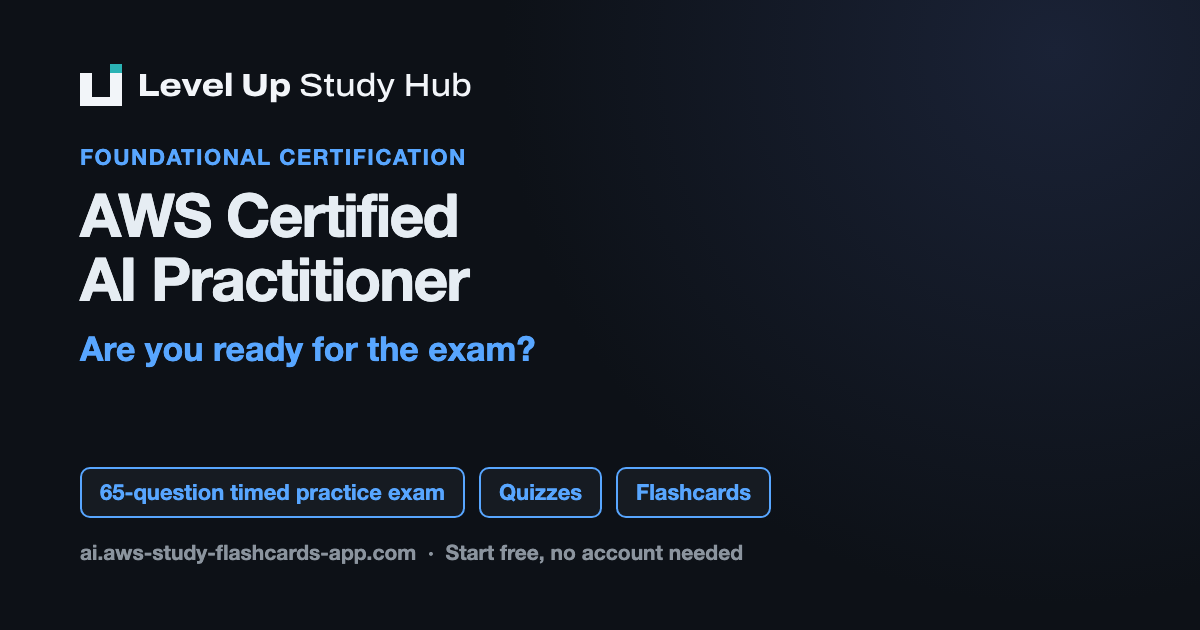 Level Up Study Hub
FOUNDATIONAL CERTIFICATION
AWS Certified
AI Practitioner
Are you ready for the exam?
65-question timed practice exam Quizzes Flashcards
ai.aws-study-flashcards-app.com · Start free, no account needed